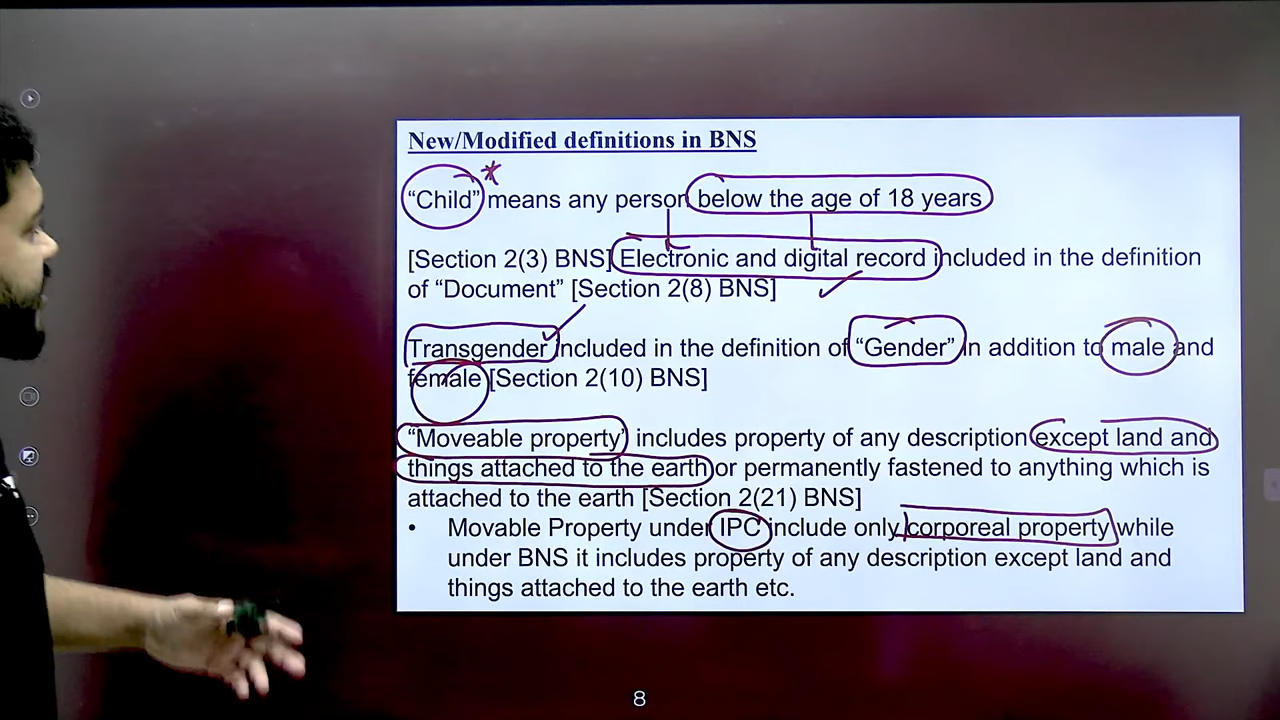 New/Modified definitions in BNS
“Child” means any person below the age of 18 years
[Section 2(3) BNS] Electronic and digital record included in the definition
of “Document” [Section 2(8) BNS]
Transgender included in the definition of “Gender” in addition to male and
female [Section 2(10) BNS]
“Moveable property” includes property of any description except land and
things attached to the earth or permanently fastened to anything which is
attached to the earth [Section 2(21) BNS]
• Movable Property under IPC include only corporeal property while
under BNS it includes property of any description except land and
things attached to the earth etc.
8